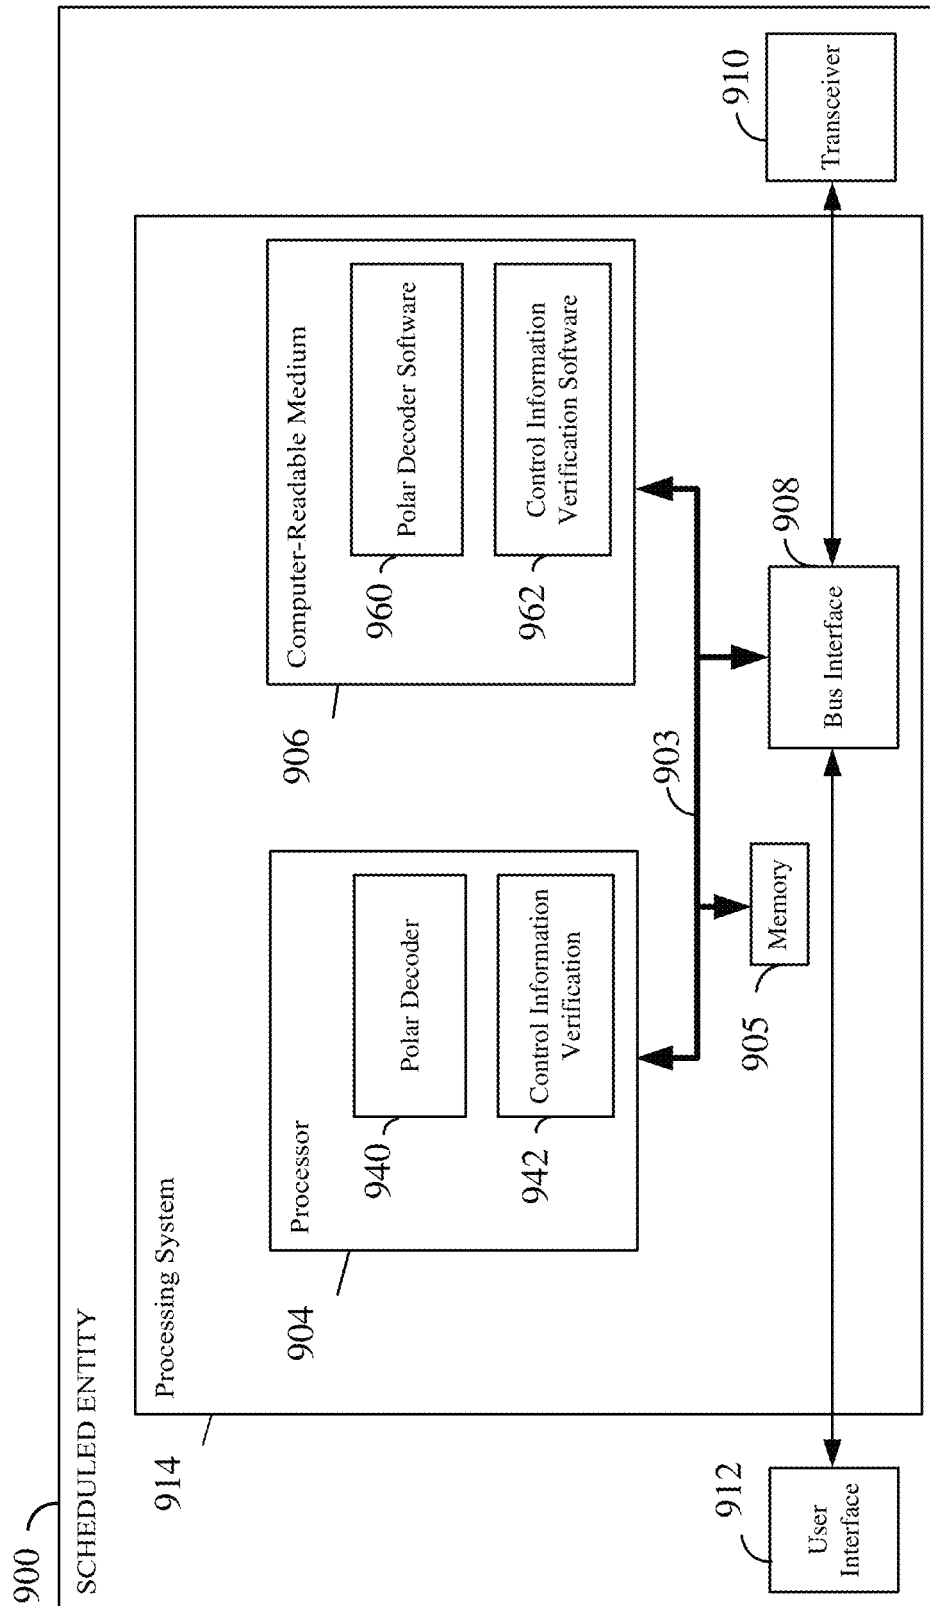 900
SCHEDULED ENTITY
914
Processing System
904
Processor
940
Polar Decoder
942
Control Information
Verification
906
Computer-Readable Medium
960
Polar Decoder Software
962
Control Information
Verification Software
903
905
Memory
908
Bus Interface
912
User
Interface
910
Transceiver